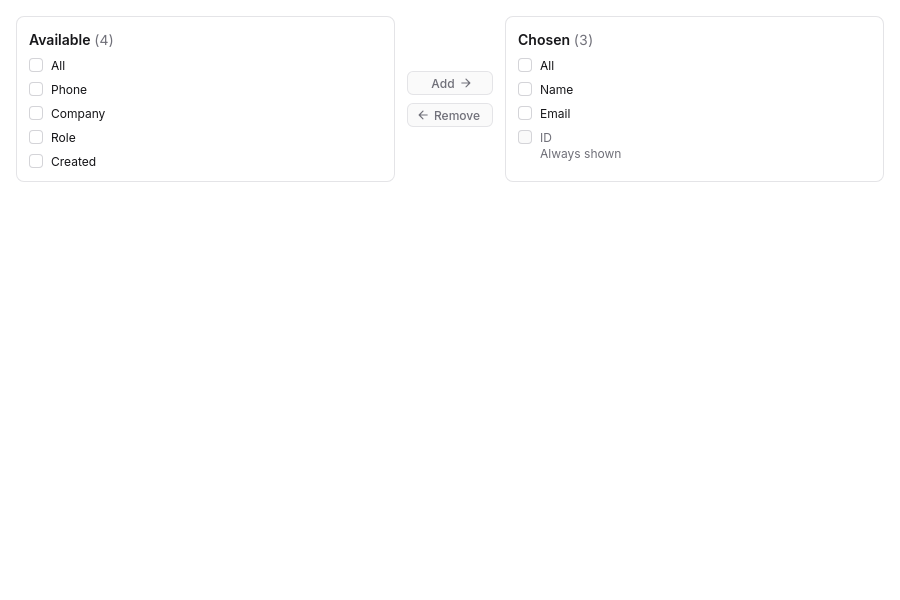 Available (4)
All
Phone
Company
Role
Created
Add →
← Remove
Chosen (3)
All
Name
Email
ID
Always shown